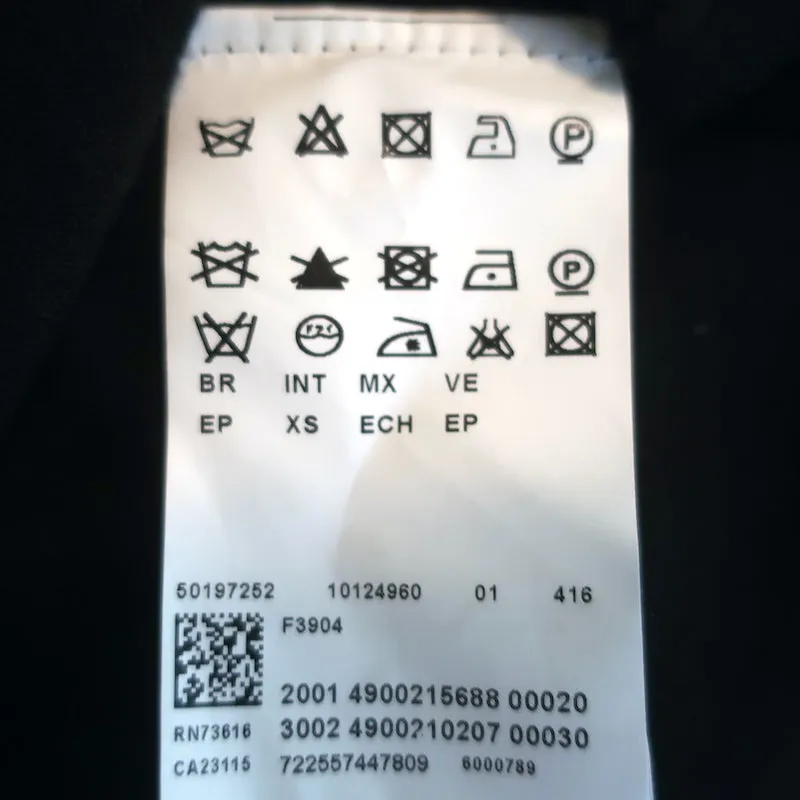 P
P
BR INT MX VE
EP XS ECH EP
50197252 10124960 01 416
F3904
2001 4900215688 00020
RN73616 3002 4900210207 00030
CA23115 722557447809 6000789